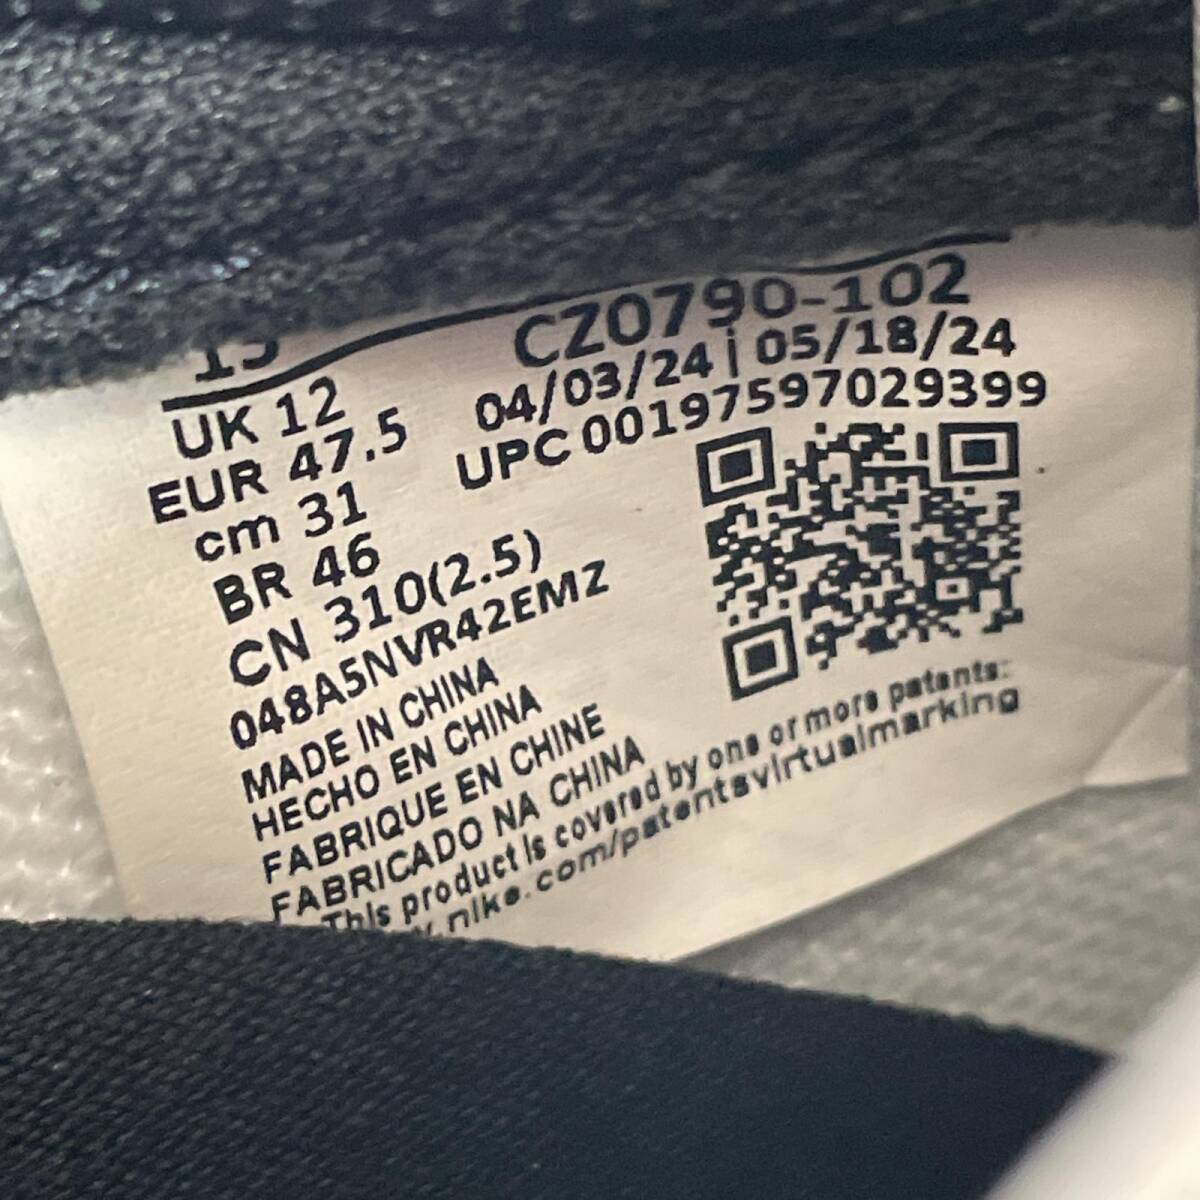 CZ0790-102
04/03/24 | 05/18/24
UPC 00197597029399
UK 12
EUR 47.5
cm 31
BR 46
CN 310(2.5)
048A5NVR42EMZ
MADE IN CHINA
HECHO EN CHINA
FABRIQUE EN CHINE
FABRICADO NA CHINA
This product is covered by one or more patents:
.nike.com/patentsvirtualmarking